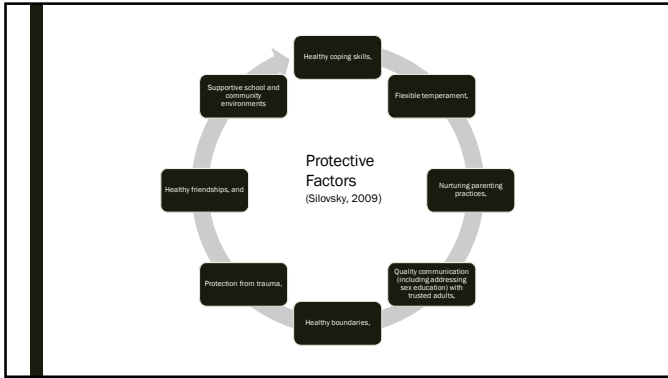 Healthy coping skills,
Flexible temperament,
Nurturing parenting
practices,
Quality communication
(including addressing
sex education) with
trusted adults,
Healthy boundaries,
Protection from trauma,
Healthy friendships, and
Supportive school and
community
environments
Protective
Factors
(Silovsky, 2009)